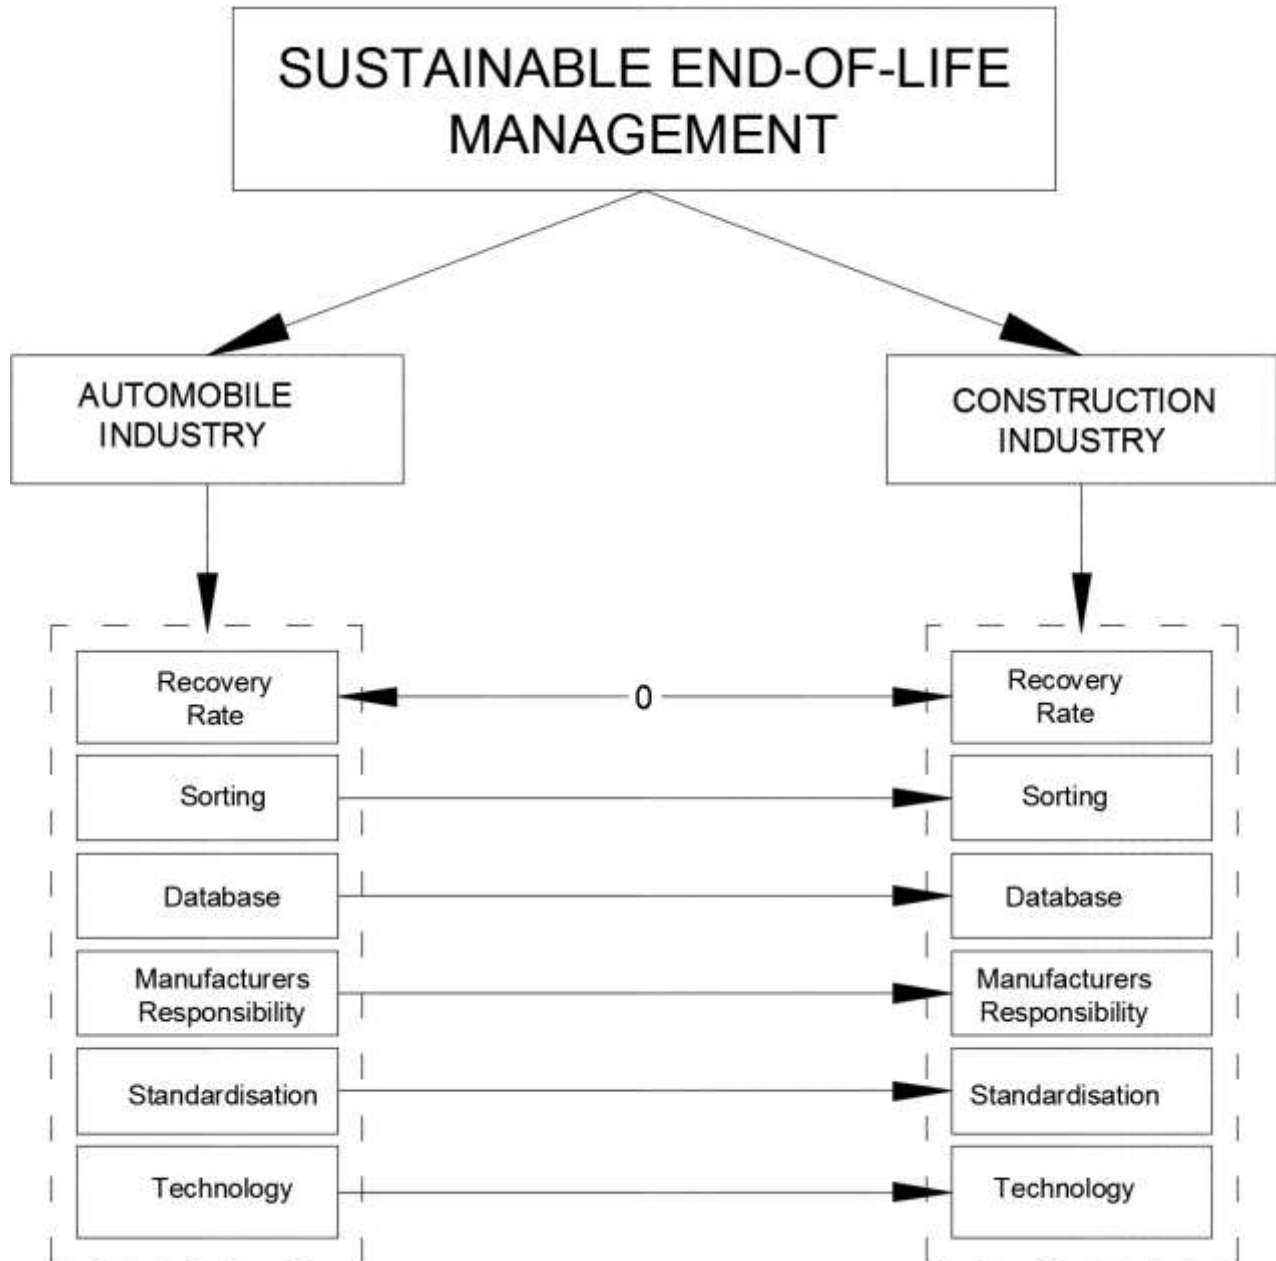 SUSTAINABLE END-OF-LIFE
MANAGEMENT
AUTOMOBILE
INDUSTRY
CONSTRUCTION
INDUSTRY
Recovery
Rate
0
Recovery
Rate
Sorting
Sorting
Database
Database
Manufacturers
Responsibility
Manufacturers
Responsibility
Standardisation
Standardisation
Technology
Technology